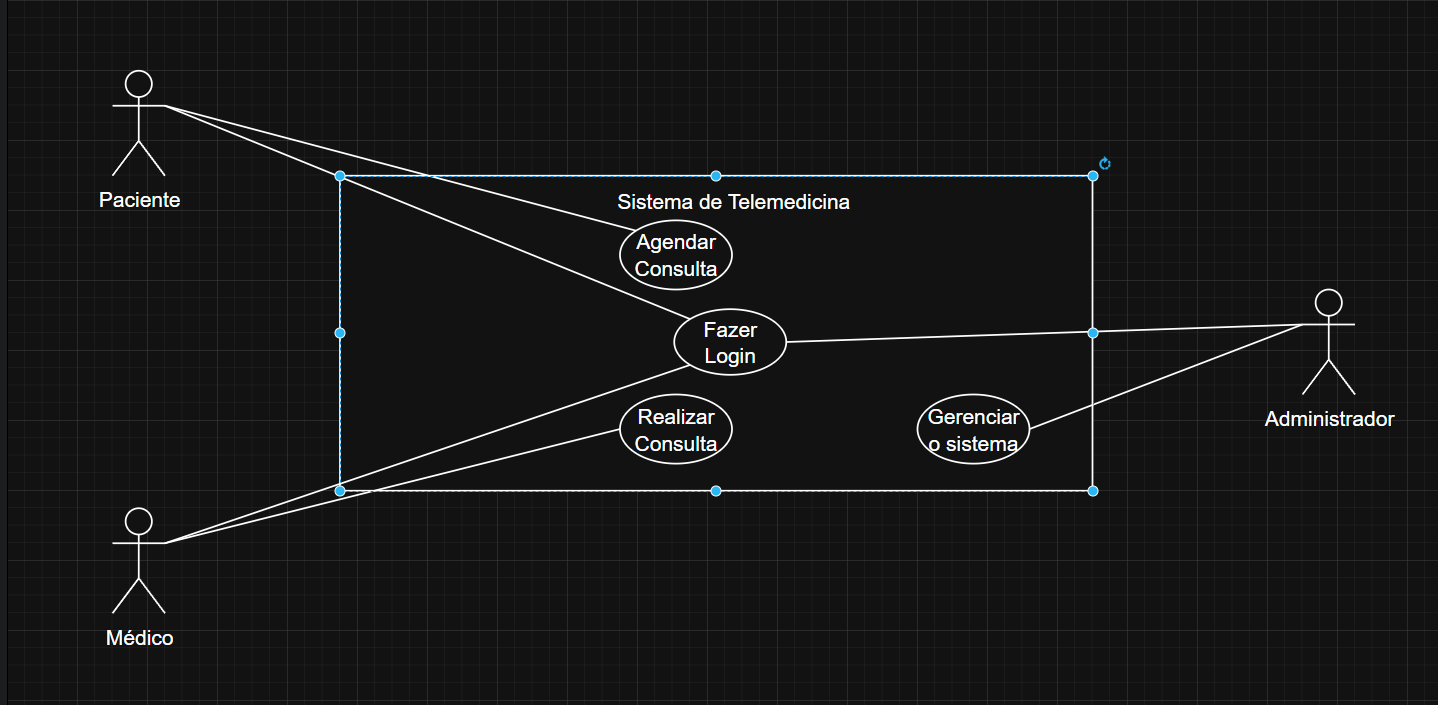 Paciente
Sistema de Telemedicina
Agendar
Consulta
Fazer
Login
Realizar
Consulta
Gerenciar
o sistema
Administrador
Médico